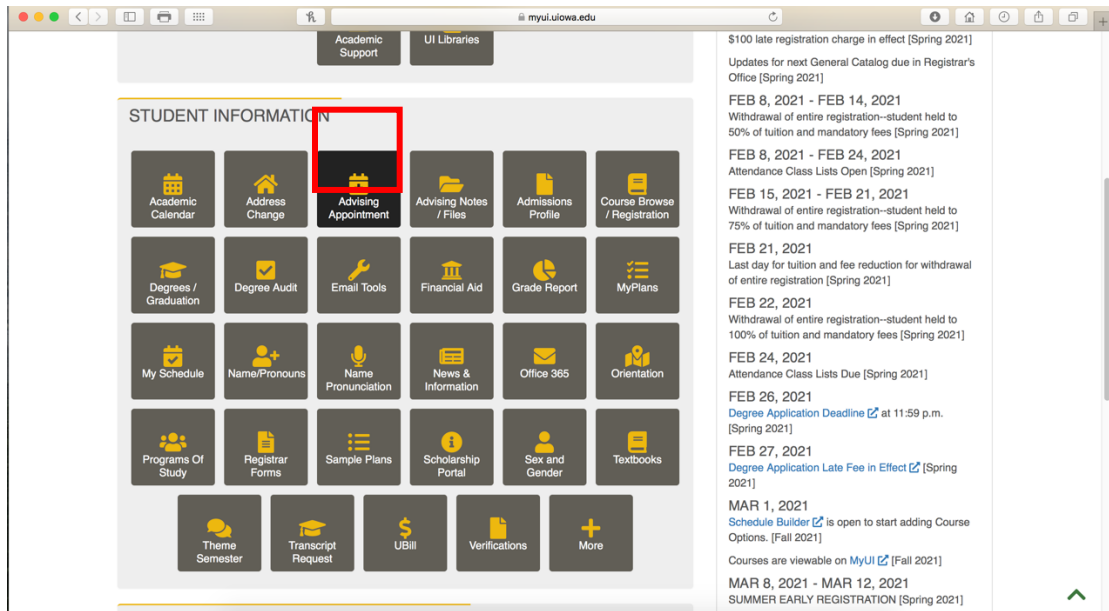 myui.uiowa.edu
Academic
Support
UI Libraries
STUDENT INFORMATION
Academic
Calendar
Address
Change
Advising
Appointment
Advising Notes
/ Files
Admissions
Profile
Course Browse
/ Registration
Degrees /
Graduation
Degree Audit
Email Tools
Financial Aid
Grade Report
MyPlans
My Schedule
Name/Pronouns
Name
Pronunciation
News &
Information
Office 365
Orientation
Programs Of
Study
Registrar
Forms
Sample Plans
Scholarship
Portal
Sex and
Gender
Textbooks
Theme
Semester
Transcript
Request
UBill
Verifications
More
$100 late registration charge in effect [Spring 2021]
Updates for next General Catalog due in Registrar's
Office [Spring 2021]
FEB 8, 2021 - FEB 14, 2021
Withdrawal of entire registration--student held to
50% of tuition and mandatory fees [Spring 2021]
FEB 8, 2021 - FEB 24, 2021
Attendance Class Lists Open [Spring 2021]
FEB 15, 2021 - FEB 21, 2021
Withdrawal of entire registration--student held to
75% of tuition and mandatory fees [Spring 2021]
FEB 21, 2021
Last day for tuition and fee reduction for withdrawal
of entire registration [Spring 2021]
FEB 22, 2021
Withdrawal of entire registration--student held to
100% of tuition and mandatory fees [Spring 2021]
FEB 24, 2021
Attendance Class Lists Due [Spring 2021]
FEB 26, 2021
Degree Application Deadline at 11:59 p.m.
[Spring 2021]
FEB 27, 2021
Degree Application Late Fee in Effect [Spring
2021]
MAR 1, 2021
Schedule Builder is open to start adding Course
Options. [Fall 2021]
Courses are viewable on MyUI [Fall 2021]
MAR 8, 2021 - MAR 12, 2021
SUMMER EARLY REGISTRATION [Spring 2021]